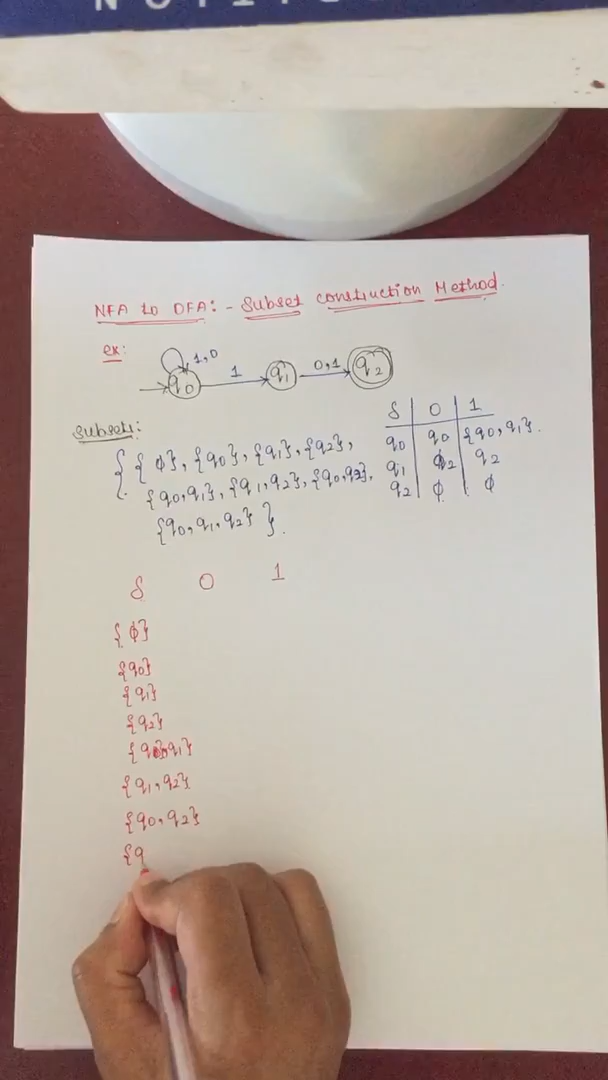 NFA to DFA:- Subset construction Method.
ex:
1,0
q0 1 q1 0,1 q2
δ 0 1
q0 q0 {q0,q1}.
q1 q2 q2
q2 ϕ ϕ
Subsets:
{{ϕ}, {q0}, {q1}, {q2},
{q0,q1}, {q1,q2}, {q0,q2},
{q0,q1,q2} }.
δ 0 1
{ϕ}
{q0}
{q1}
{q2}
{q0,q1}
{q1,q2}
{q0,q2}
{q